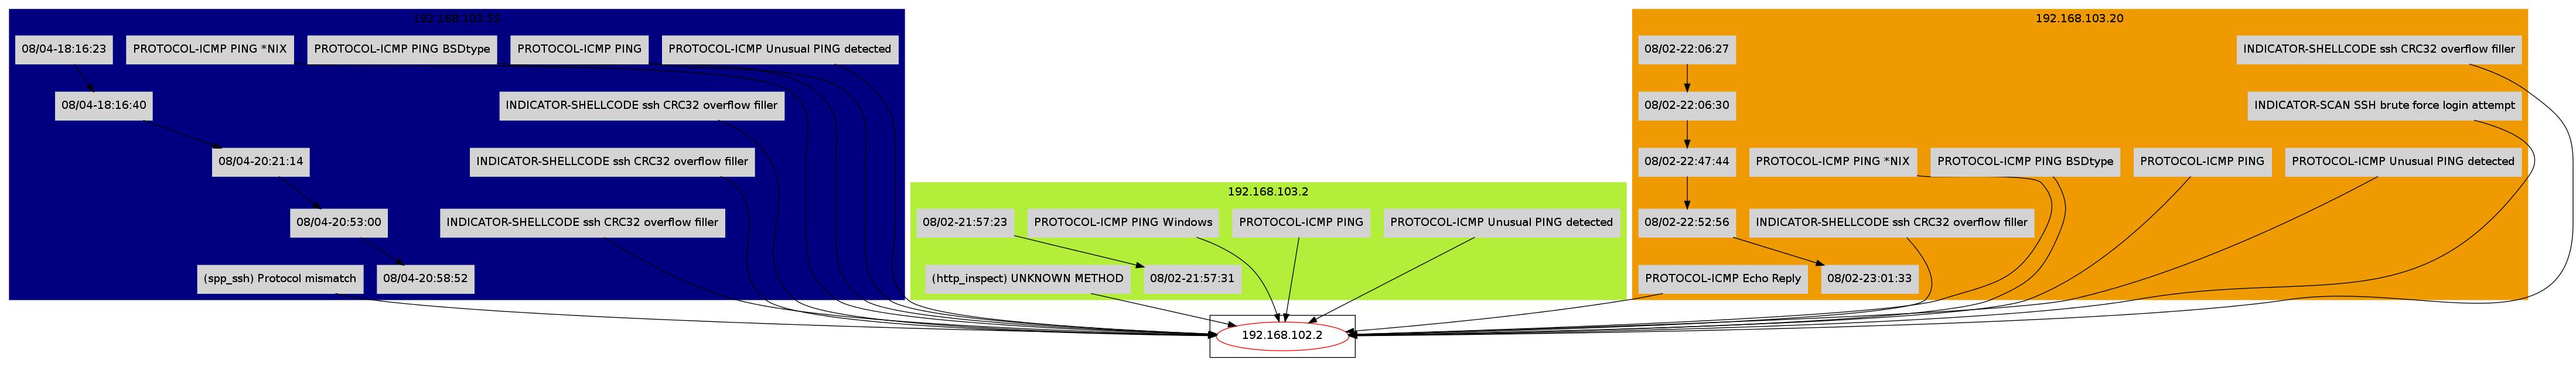 192.168.103.55
08/04-18:16:23
PROTOCOL-ICMP PING *NIX
PROTOCOL-ICMP PING BSDtype
PROTOCOL-ICMP PING
PROTOCOL-ICMP Unusual PING detected
08/04-18:16:40
INDICATOR-SHELLCODE ssh CRC32 overflow filler
08/04-20:21:14
INDICATOR-SHELLCODE ssh CRC32 overflow filler
08/04-20:53:00
INDICATOR-SHELLCODE ssh CRC32 overflow filler
(spp_ssh) Protocol mismatch
08/04-20:58:52
192.168.103.2
08/02-21:57:23
PROTOCOL-ICMP PING Windows
PROTOCOL-ICMP PING
PROTOCOL-ICMP Unusual PING detected
(http_inspect) UNKNOWN METHOD
08/02-21:57:31
192.168.103.20
08/02-22:06:27
INDICATOR-SHELLCODE ssh CRC32 overflow filler
08/02-22:06:30
INDICATOR-SCAN SSH brute force login attempt
08/02-22:47:44
PROTOCOL-ICMP PING *NIX
PROTOCOL-ICMP PING BSDtype
PROTOCOL-ICMP PING
PROTOCOL-ICMP Unusual PING detected
08/02-22:52:56
INDICATOR-SHELLCODE ssh CRC32 overflow filler
PROTOCOL-ICMP Echo Reply
08/02-23:01:33
192.168.102.2